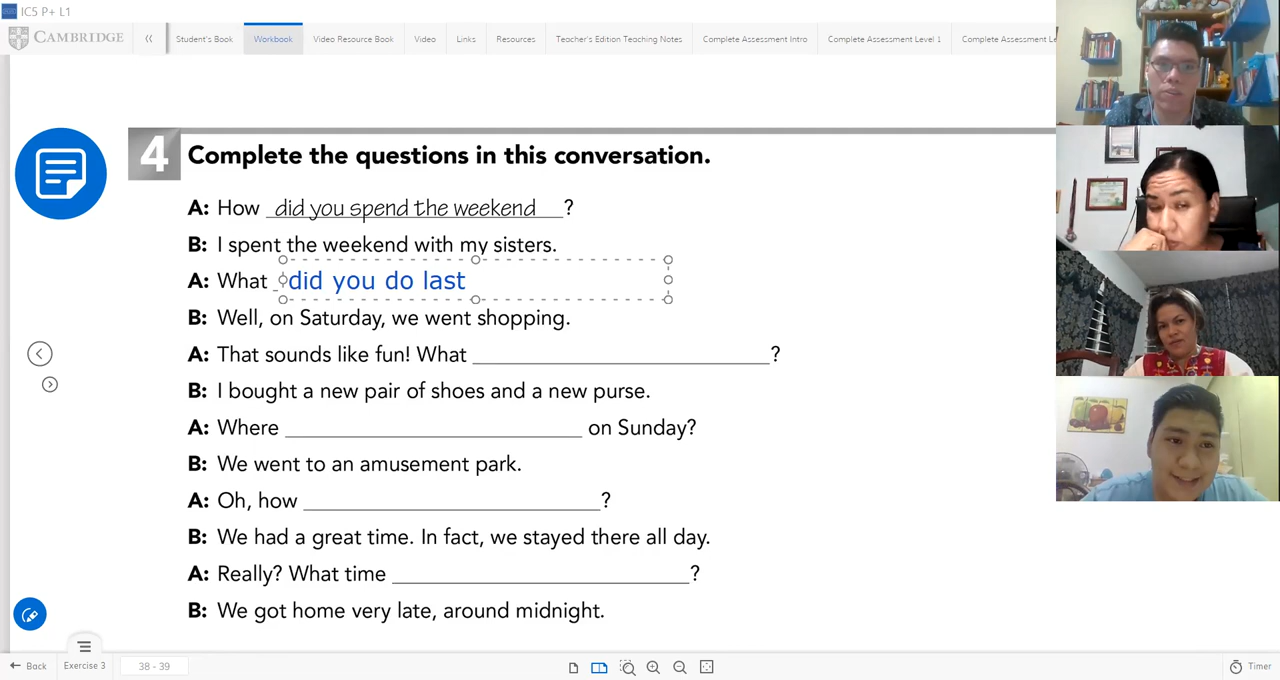 IC5 P+ L1
CAMBRIDGE
Student's Book
Workbook
Video Resource Book
Video
Links
Resources
Teacher's Edition Teaching Notes
Complete Assessment Intro
Complete Assessment Level 1
Complete Assessment Le
4 Complete the questions in this conversation.
A: How did you spend the weekend ?
B: I spent the weekend with my sisters.
A: What did you do last
B: Well, on Saturday, we went shopping.
A: That sounds like fun! What ?
B: I bought a new pair of shoes and a new purse.
A: Where on Sunday?
B: We went to an amusement park.
A: Oh, how ?
B: We had a great time. In fact, we stayed there all day.
A: Really? What time ?
B: We got home very late, around midnight.
Back
Exercise 3
38 - 39
Timer